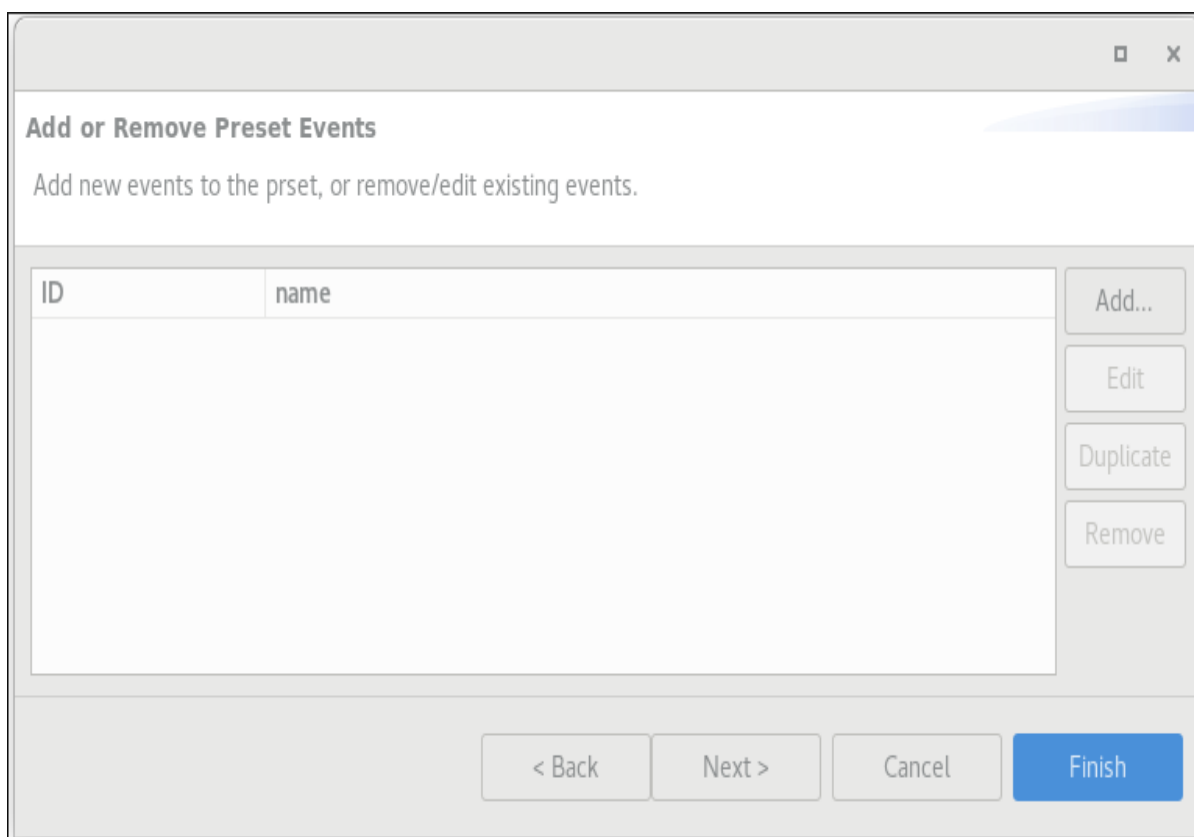 Add or Remove Preset Events
Add new events to the prset, or remove/edit existing events.
ID name
Add...
Edit
Duplicate
Remove
< Back Next > Cancel Finish